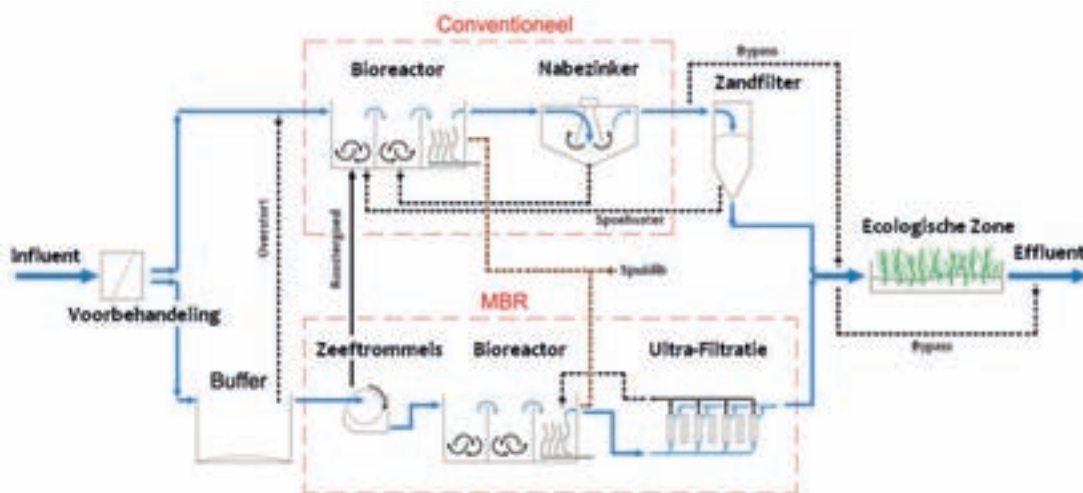 Conventioneel
Bioreactor
Nabezinker
Bypass
Zandfilter
Overstort
Roostergoed
Spoelwater
Influent
Voorbehandeling
Ecologische Zone
Effluent
Spuislib
MBR
Bypass
Zeeftrommels
Bioreactor
Ultra-Filtratie
Buffer